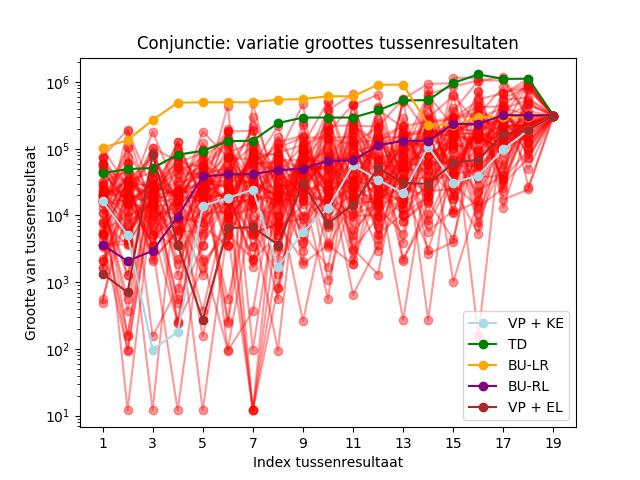 Conjunctie: variatie groottes tussenresultaten
Grootte van tussenresultaat
10⁶
10⁵
10⁴
10³
10²
10¹
VP + KE
TD
BU-LR
BU-RL
VP + EL
1 3 5 7 9 11 13 15 17 19
Index tussenresultaat